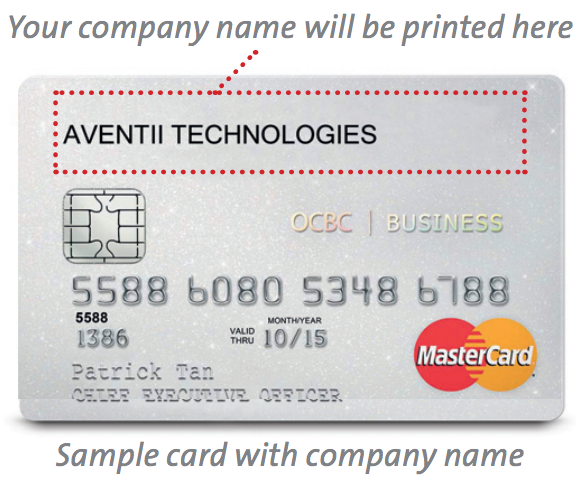 Your company name will be printed here
AVENTII TECHNOLOGIES
OCBC | BUSINESS
5588 6080 5348 6788
5588
MONTH/YEAR
1386 VALID THRU 10/15
MasterCard
Patrick Tan
CHIEF EXECUTIVE OFFICER
Sample card with company name